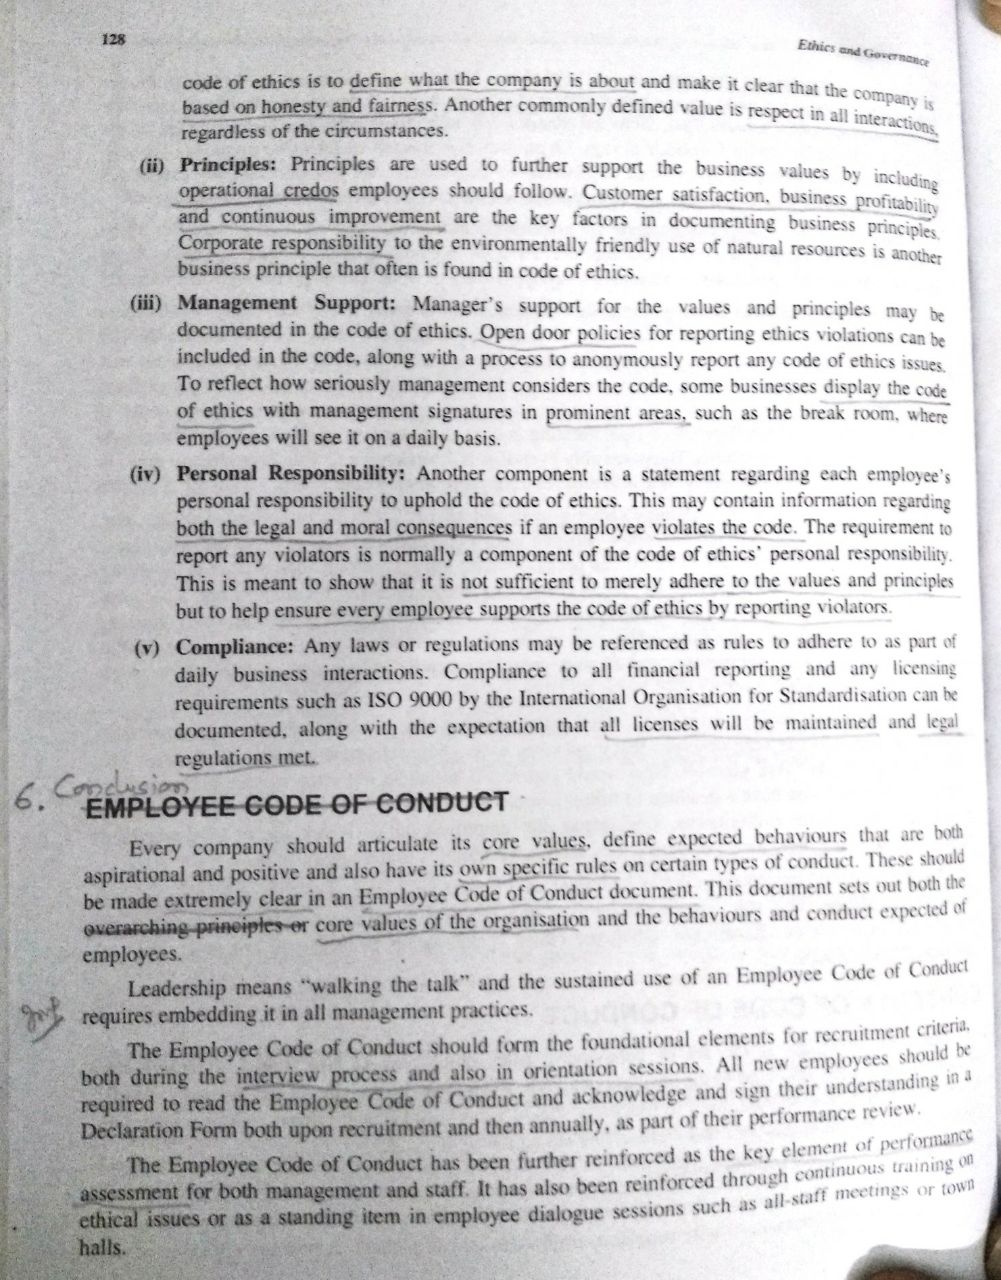 128
Ethics and Governance
code of ethics is to define what the company is about and make it clear that the company is
based on honesty and fairness. Another commonly defined value is respect in all interactions,
regardless of the circumstances.
(ii) Principles: Principles are used to further support the business values by including
operational credos employees should follow. Customer satisfaction, business profitability
and continuous improvement are the key factors in documenting business principles.
Corporate responsibility to the environmentally friendly use of natural resources is another
business principle that often is found in code of ethics.
(iii) Management Support: Manager's support for the values and principles may be
documented in the code of ethics. Open door policies for reporting ethics violations can be
included in the code, along with a process to anonymously report any code of ethics issues.
To reflect how seriously management considers the code, some businesses display the code
of ethics with management signatures in prominent areas, such as the break room, where
employees will see it on a daily basis.
(iv) Personal Responsibility: Another component is a statement regarding each employee's
personal responsibility to uphold the code of ethics. This may contain information regarding
both the legal and moral consequences if an employee violates the code. The requirement to
report any violators is normally a component of the code of ethics' personal responsibility.
This is meant to show that it is not sufficient to merely adhere to the values and principles
but to help ensure every employee supports the code of ethics by reporting violators.
(v) Compliance: Any laws or regulations may be referenced as rules to adhere to as part of
daily business interactions. Compliance to all financial reporting and any licensing
requirements such as ISO 9000 by the International Organisation for Standardisation can be
documented, along with the expectation that all licenses will be maintained and legal
regulations met.
6. Conclusion
EMPLOYEE CODE OF CONDUCT
Every company should articulate its core values, define expected behaviours that are both
aspirational and positive and also have its own specific rules on certain types of conduct. These should
be made extremely clear in an Employee Code of Conduct document. This document sets out both the
overarching principles or core values of the organisation and the behaviours and conduct expected of
employees.
Leadership means "walking the talk" and the sustained use of an Employee Code of Conduct
requires embedding it in all management practices.
The Employee Code of Conduct should form the foundational elements for recruitment criteria,
both during the interview process and also in orientation sessions. All new employees should be
required to read the Employee Code of Conduct and acknowledge and sign their understanding in a
Declaration Form both upon recruitment and then annually, as part of their performance review.
The Employee Code of Conduct has been further reinforced as the key element of performance
assessment for both management and staff. It has also been reinforced through continuous training on
ethical issues or as a standing item in employee dialogue sessions such as all-staff meetings or town
halls.